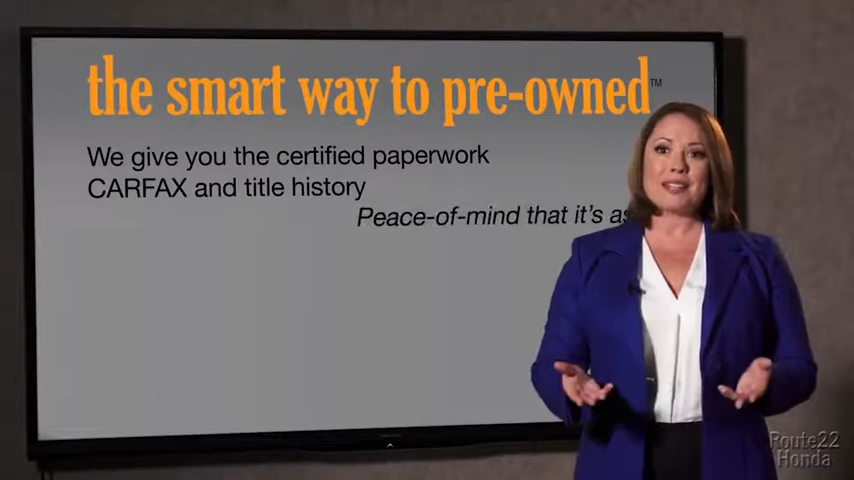 the smart way to pre-owned™
We give you the certified paperwork
CARFAX and title history
Peace-of-mind that it's as
Route22
Honda